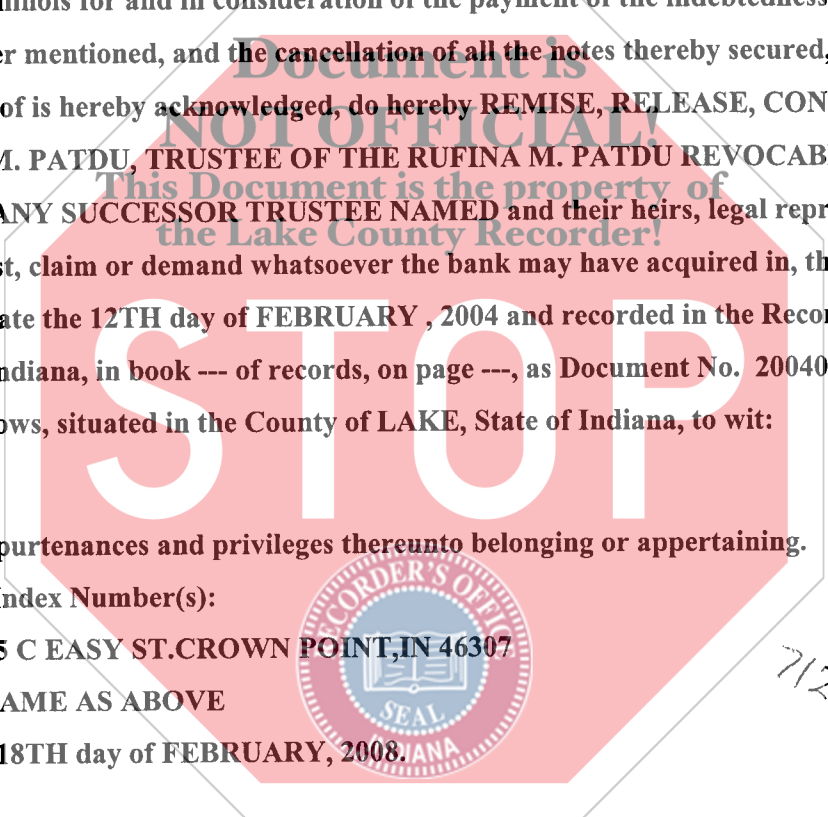 for and in consideration of the payment of the indebtedness
mentioned, and the cancellation of all the notes thereby secured,
of is hereby acknowledged, do hereby REMISE, RELEASE, CON
M. PATDU, TRUSTEE OF THE RUFINA M. PATDU REVOCAB
ANY SUCCESSOR TRUSTEE NAMED and their heirs, legal repr
st, claim or demand whatsoever the bank may have acquired in, th
ate the 12TH day of FEBRUARY , 2004 and recorded in the Recor
ndiana, in book --- of records, on page ---, as Document No. 20040
ows, situated in the County of LAKE, State of Indiana, to wit:
purtenances and privileges thereunto belonging or appertaining.
Index Number(s):
5 C EASY ST.CROWN POINT,IN 46307
AME AS ABOVE
18TH day of FEBRUARY, 2008.
Document is
NOT OFFICIAL!
This Document is the property of
the Lake County Recorder!
STOP
RECORDER'S OFFICE
SEAL
INDIANA
712